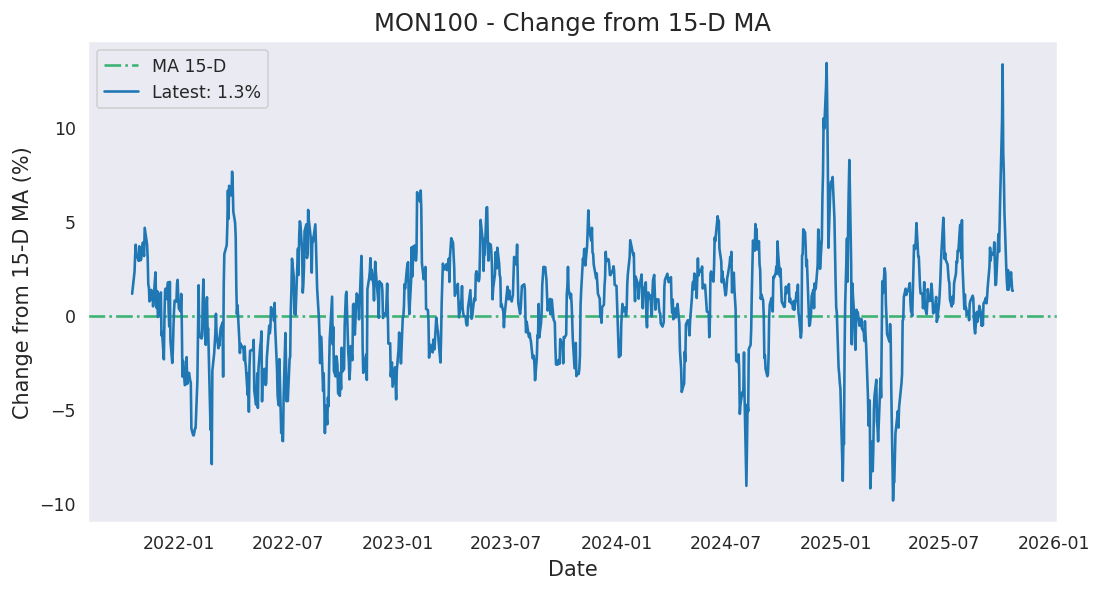 MON100 - Change from 15-D MA
MA 15-D
Latest: 1.3%
Change from 15-D MA (%)
10
5
0
−5
−10
2022-01
2022-07
2023-01
2023-07
2024-01
2024-07
2025-01
2025-07
2026-01
Date